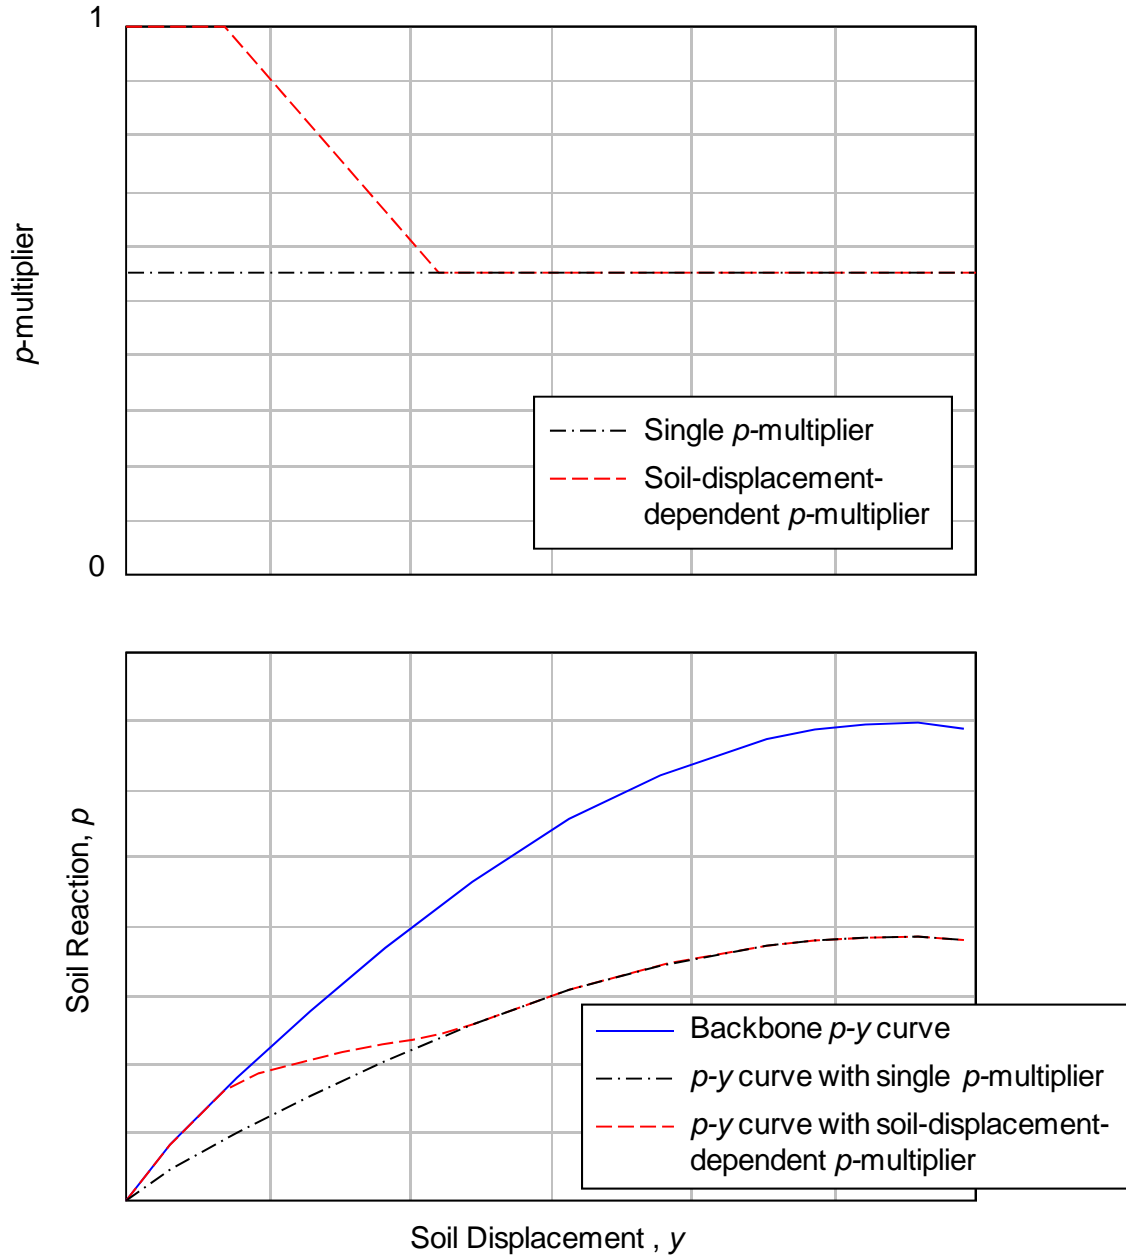 1
p-multiplier
Single p-multiplier
Soil-displacement-
dependent p-multiplier
0
Soil Reaction, p
Backbone p-y curve
p-y curve with single p-multiplier
p-y curve with soil-displacement-
dependent p-multiplier
Soil Displacement , y